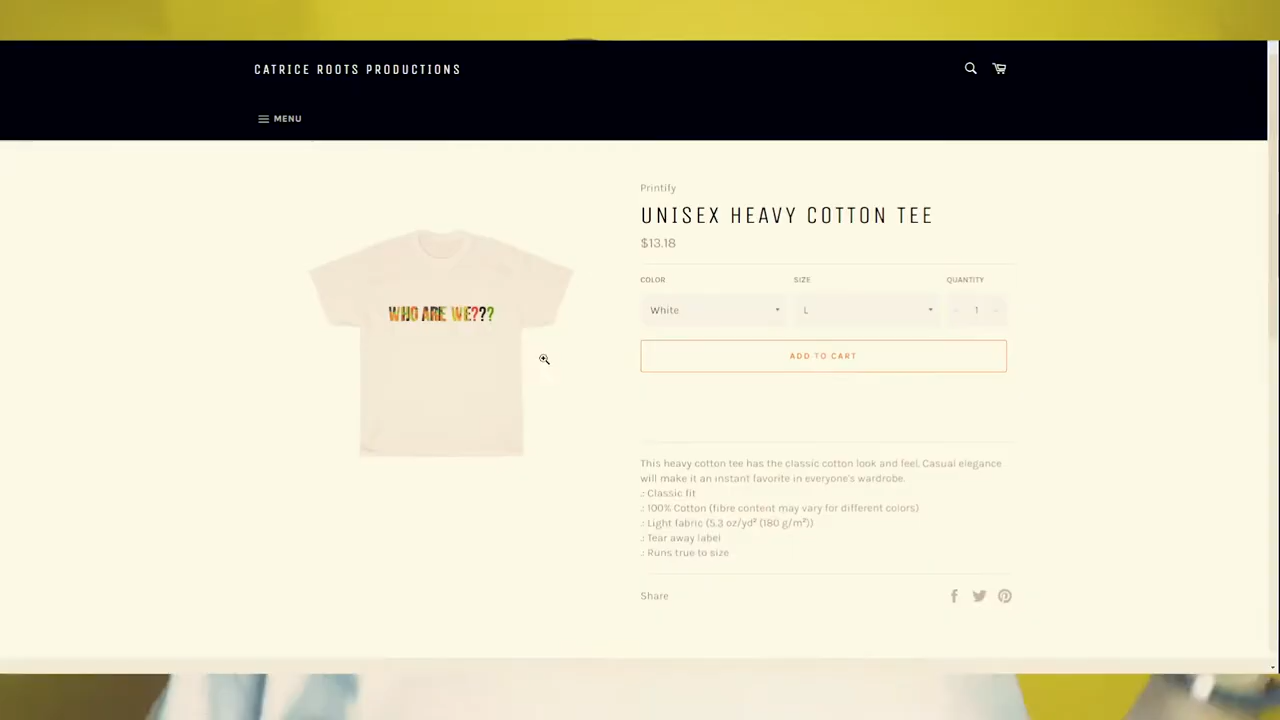 CATRICE ROOTS PRODUCTIONS
MENU
Printify
UNISEX HEAVY COTTON TEE
$13.18
COLOR
SIZE
QUANTITY
White
L
1
WHO ARE WE???
ADD TO CART
This heavy cotton tee has the classic cotton look and feel. Casual elegance
will make it an instant favorite in everyone's wardrobe.
.: Classic fit
.: 100% Cotton (fibre content may vary for different colors)
.: Light fabric (5.3 oz/yd² (180 g/m²))
.: Tear away label
.: Runs true to size
Share